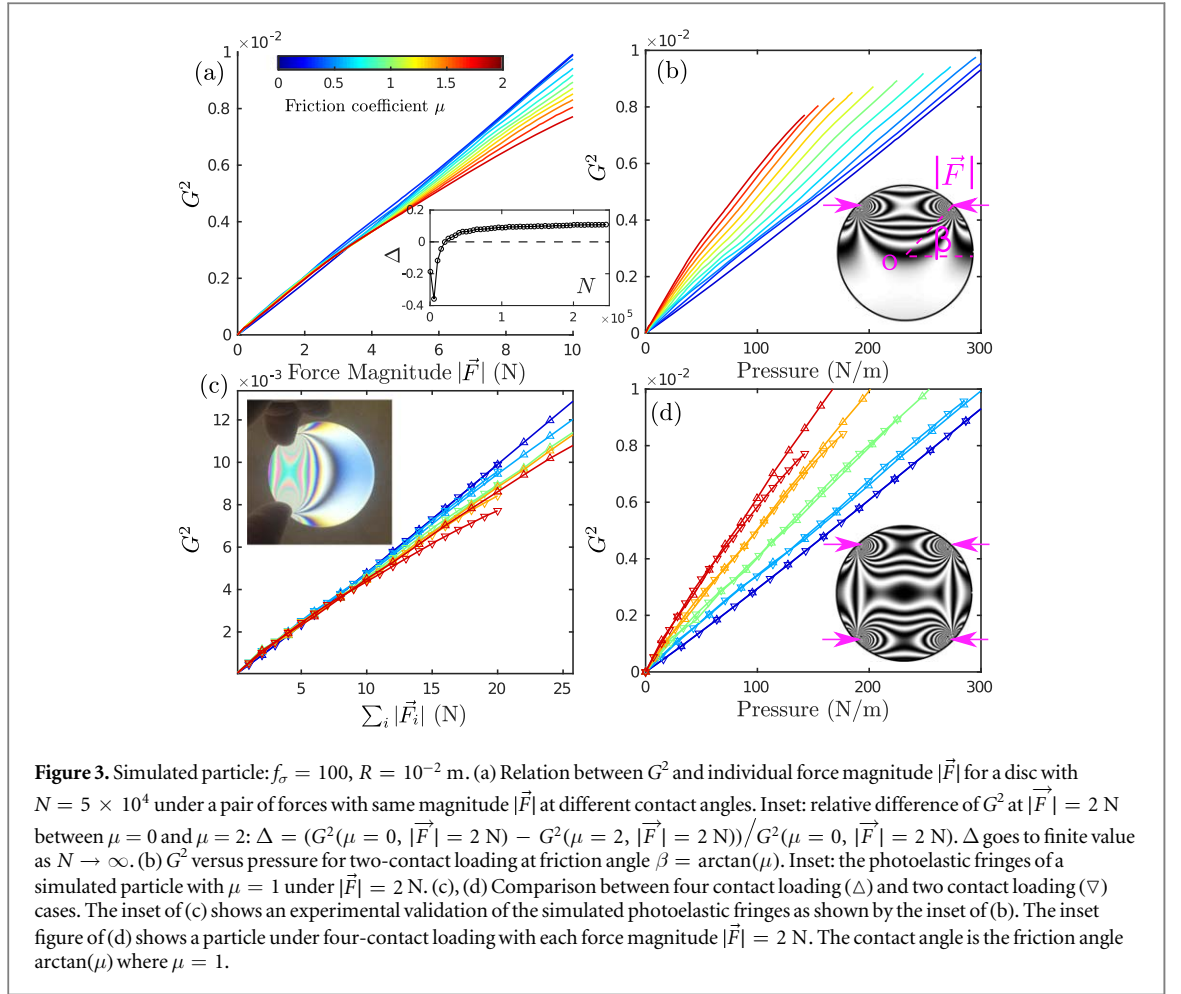 ×10⁻²
(a)
1
0.8
0.6
0.4
0.2
0
G²
0 0.5 1 1.5 2
Friction coefficient μ
0.2
0
-0.2
-0.4
Δ
N
0 1 2
×10⁵
0 2 4 6 8 10
Force Magnitude |F⃗| (N)
×10⁻²
(b)
1
0.8
0.6
0.4
0.2
0
G²
|F⃗|
β
O
0 100 200 300
Pressure (N/m)
(c)
×10⁻³
12
10
8
6
4
2
G²
5 10 15 20 25
∑ᵢ |F⃗ᵢ| (N)
×10⁻²
(d)
1
0.8
0.6
0.4
0.2
0
G²
0 100 200 300
Pressure (N/m)
Figure 3. Simulated particle: f_σ = 100, R = 10⁻² m. (a) Relation between G² and individual force magnitude |F⃗| for a disc with
N = 5 × 10⁴ under a pair of forces with same magnitude |F⃗| at different contact angles. Inset: relative difference of G² at |F⃗| = 2 N
between μ = 0 and μ = 2: Δ = (G²(μ = 0, |F⃗| = 2 N) − G²(μ = 2, |F⃗| = 2 N))/G²(μ = 0, |F⃗| = 2 N). Δ goes to finite value
as N → ∞. (b) G² versus pressure for two-contact loading at friction angle β = arctan(μ). Inset: the photoelastic fringes of a
simulated particle with μ = 1 under |F⃗| = 2 N. (c), (d) Comparison between four contact loading (△) and two contact loading (▽)
cases. The inset of (c) shows an experimental validation of the simulated photoelastic fringes as shown by the inset of (b). The inset
figure of (d) shows a particle under four-contact loading with each force magnitude |F⃗| = 2 N. The contact angle is the friction angle
arctan(μ) where μ = 1.